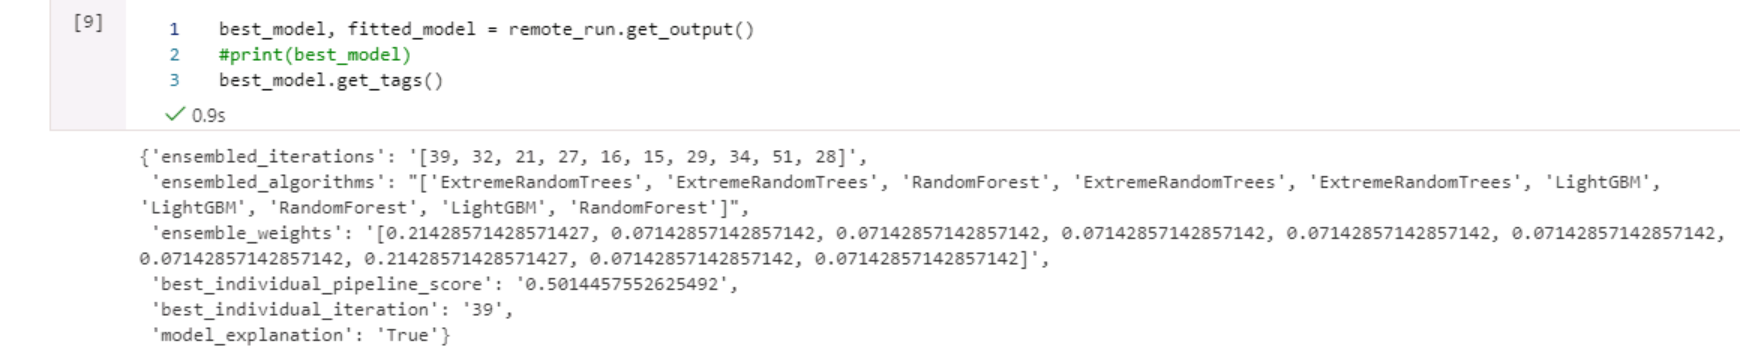 [9]
1 best_model, fitted_model = remote_run.get_output()
2 #print(best_model)
3 best_model.get_tags()
✓ 0.9s
{'ensembled_iterations': '[39, 32, 21, 27, 16, 15, 29, 34, 51, 28]',
'ensembled_algorithms': "['ExtremeRandomTrees', 'ExtremeRandomTrees', 'RandomForest', 'ExtremeRandomTrees', 'ExtremeRandomTrees', 'LightGBM',
'LightGBM', 'RandomForest', 'LightGBM', 'RandomForest']",
'ensemble_weights': '[0.21428571428571427, 0.07142857142857142, 0.07142857142857142, 0.07142857142857142, 0.07142857142857142, 0.07142857142857142,
0.07142857142857142, 0.21428571428571427, 0.07142857142857142, 0.07142857142857142]',
'best_individual_pipeline_score': '0.5014457552625492',
'best_individual_iteration': '39',
'model_explanation': 'True'}